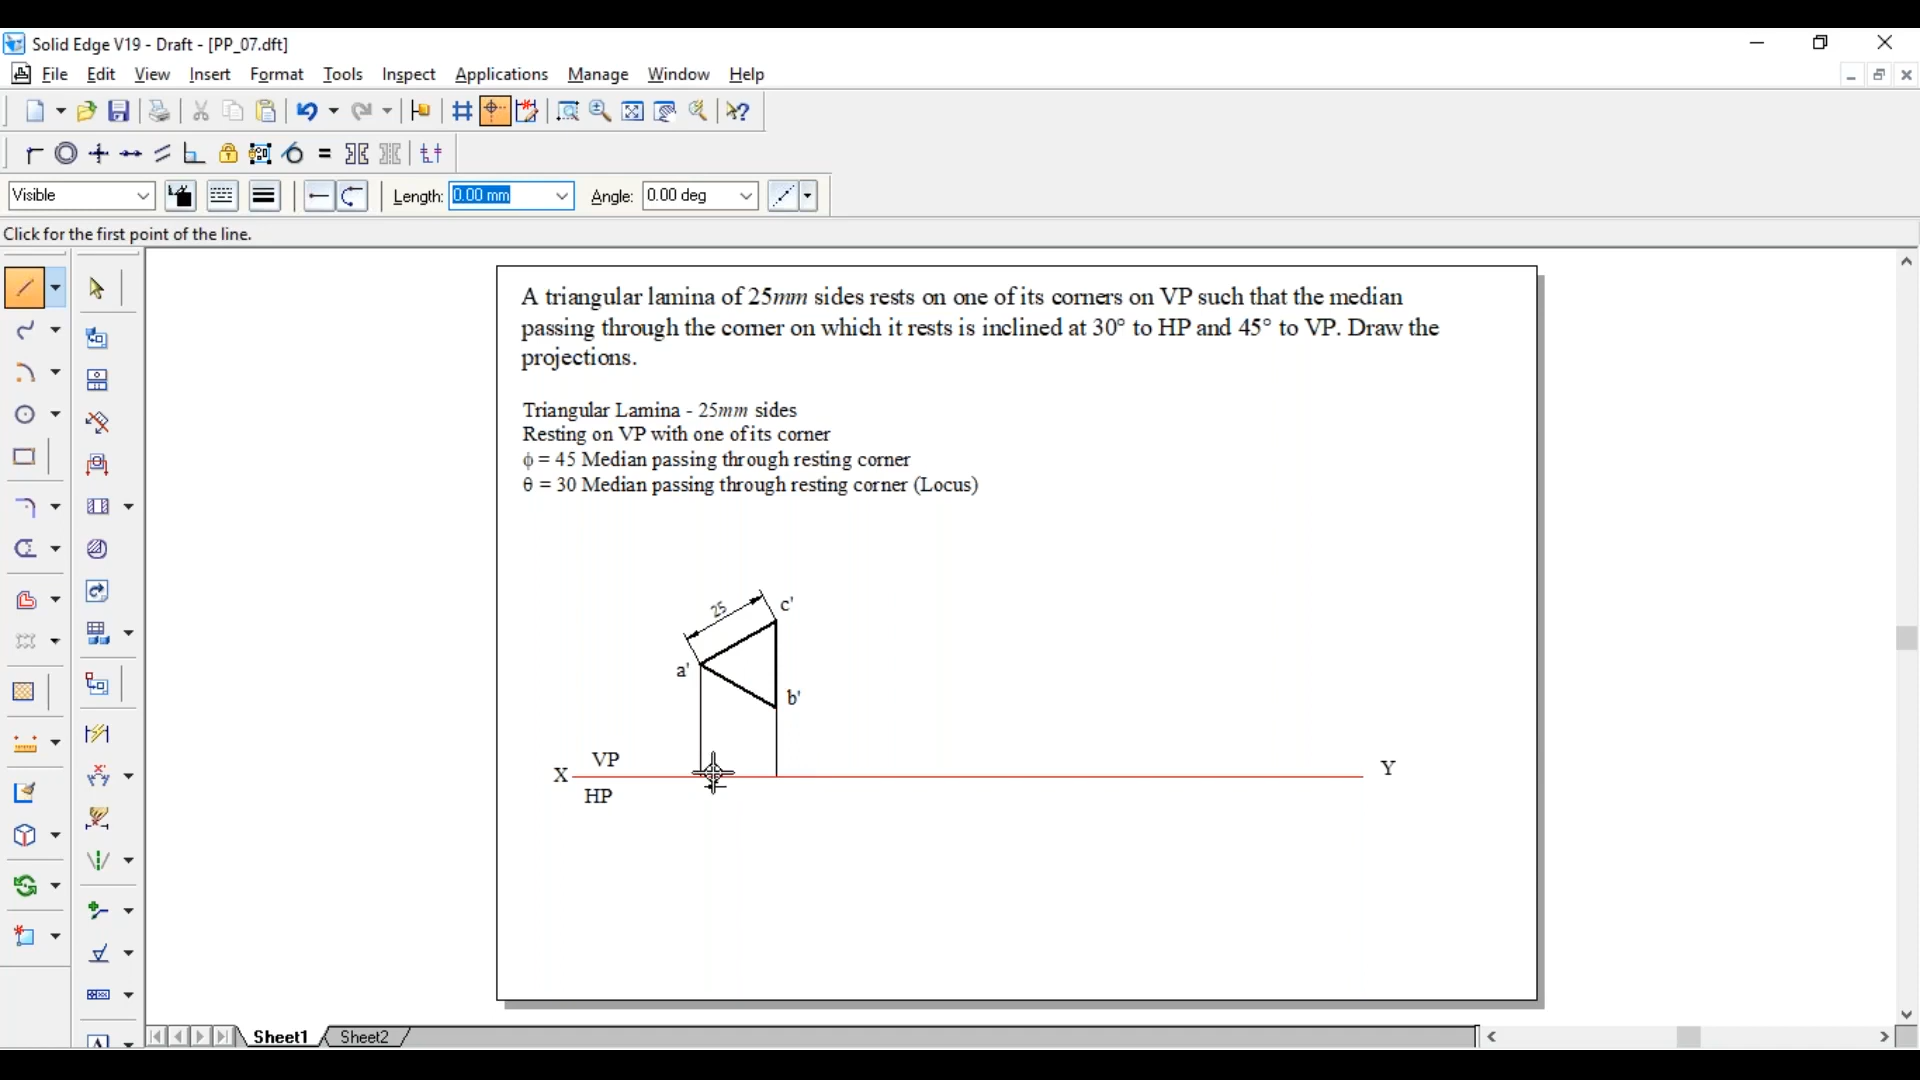 Solid Edge V19 - Draft - [PP_07.dft]
File Edit View Insert Format Tools Inspect Applications Manage Window Help
Visible Length: 0.00 mm Angle: 0.00 deg
Click for the first point of the line.
A triangular lamina of 25mm sides rests on one of its corners on VP such that the median
passing through the corner on which it rests is inclined at 30° to HP and 45° to VP. Draw the
projections.
Triangular Lamina - 25mm sides
Resting on VP with one of its corner
ϕ = 45 Median passing through resting corner
θ = 30 Median passing through resting corner (Locus)
25
c'
a'
b'
VP
X
Y
HP
Sheet1 Sheet2